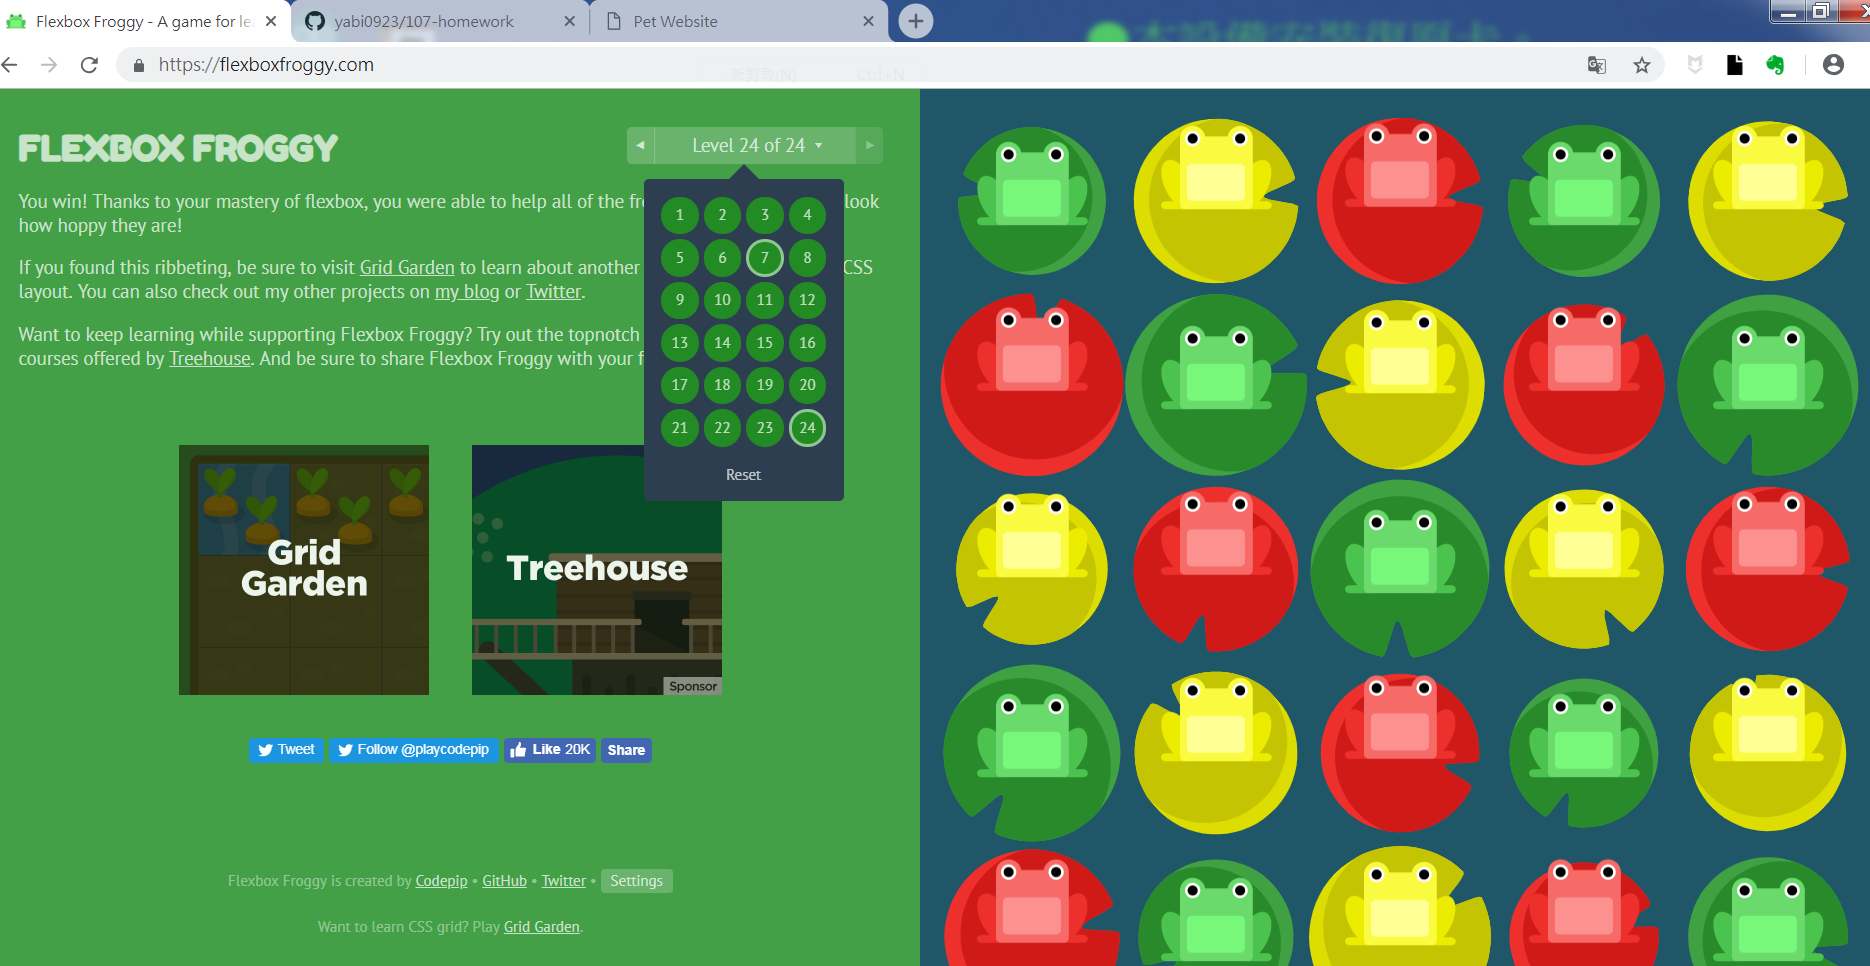 Flexbox Froggy - A game for le
yabi0923/107-homework
Pet Website
https://flexboxfroggy.com
FLEXBOX FROGGY
Level 24 of 24
You win! Thanks to your mastery of flexbox, you were able to help all of the fro look
how hoppy they are!
If you found this ribbeting, be sure to visit Grid Garden to learn about another CSS
layout. You can also check out my other projects on my blog or Twitter.
Want to keep learning while supporting Flexbox Froggy? Try out the topnotch
courses offered by Treehouse. And be sure to share Flexbox Froggy with your f
1 2 3 4
5 6 7 8
9 10 11 12
13 14 15 16
17 18 19 20
21 22 23 24
Reset
Grid
Garden
Treehouse
Sponsor
Tweet
Follow @playcodepip
Like 20K
Share
Flexbox Froggy is created by Codepip • GitHub • Twitter • Settings
Want to learn CSS grid? Play Grid Garden.